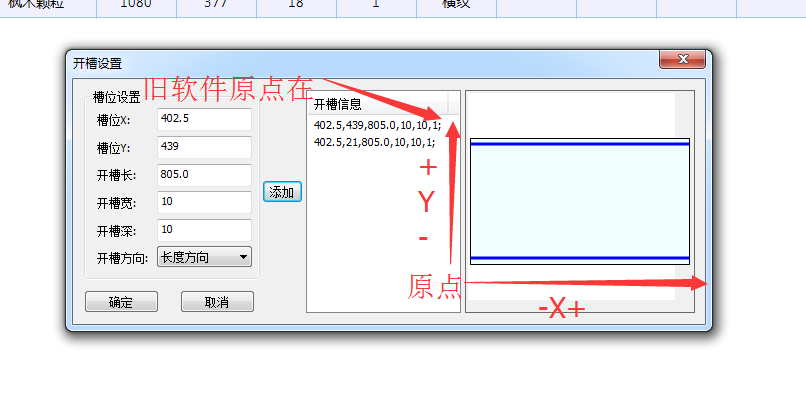 枫木颗粒 1080 377 18 1 横纹
开槽设置
旧软件原点在
槽位设置
槽位X: 402.5
槽位Y: 439
开槽长: 805.0
开槽宽: 10
开槽深: 10
开槽方向: 长度方向
确定 取消
添加
开槽信息
402.5,439,805.0,10,10,1;
402.5,21,805.0,10,10,1;
+
Y
-
原点
-X+